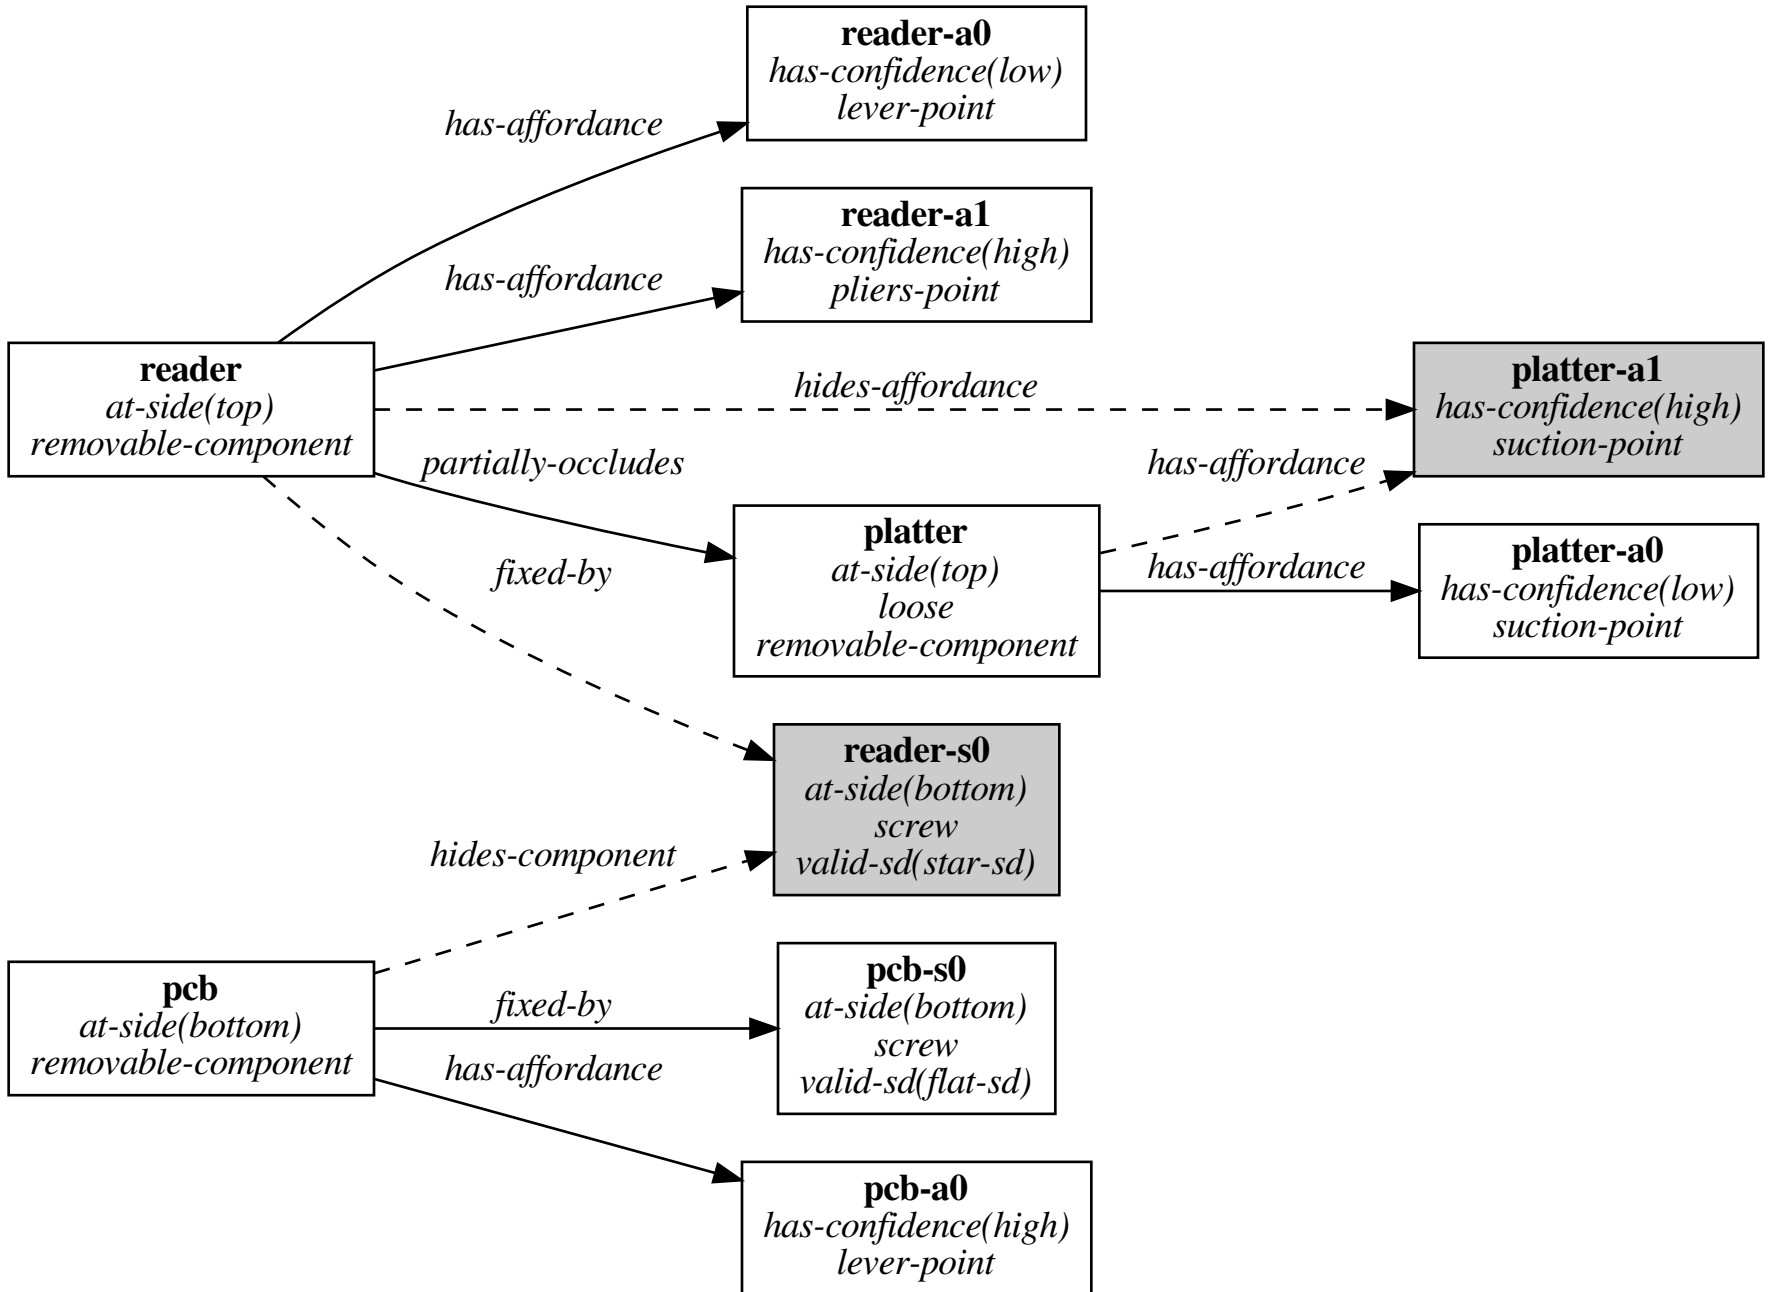 reader-a0
has-confidence(low)
lever-point
has-affordance
reader-a1
has-confidence(high)
pliers-point
has-affordance
reader
at-side(top)
removable-component
hides-affordance
platter-a1
has-confidence(high)
suction-point
partially-occludes
has-affordance
platter
at-side(top)
loose
removable-component
has-affordance
platter-a0
has-confidence(low)
suction-point
fixed-by
reader-s0
at-side(bottom)
screw
valid-sd(star-sd)
hides-component
pcb
at-side(bottom)
removable-component
fixed-by
pcb-s0
at-side(bottom)
screw
valid-sd(flat-sd)
has-affordance
pcb-a0
has-confidence(high)
lever-point